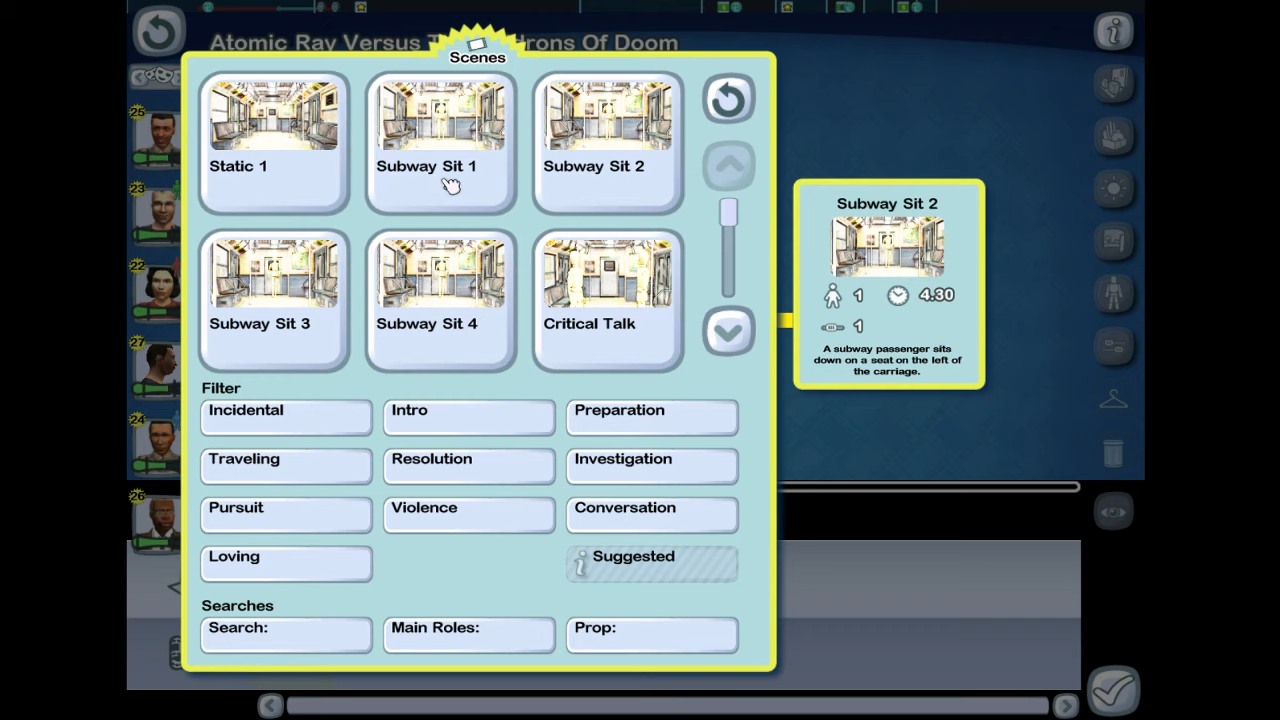 Atomic Ray Versus T
rons Of Doom
Scenes
Static 1
Subway Sit 1
Subway Sit 2
Subway Sit 3
Subway Sit 4
Critical Talk
Filter
Incidental
Intro
Preparation
Traveling
Resolution
Investigation
Pursuit
Violence
Conversation
Loving
Suggested
Searches
Search:
Main Roles:
Prop:
Subway Sit 2
1
4.30
1
A subway passenger sits
down on a seat on the left of
the carriage.
25
23
22
27
24
26